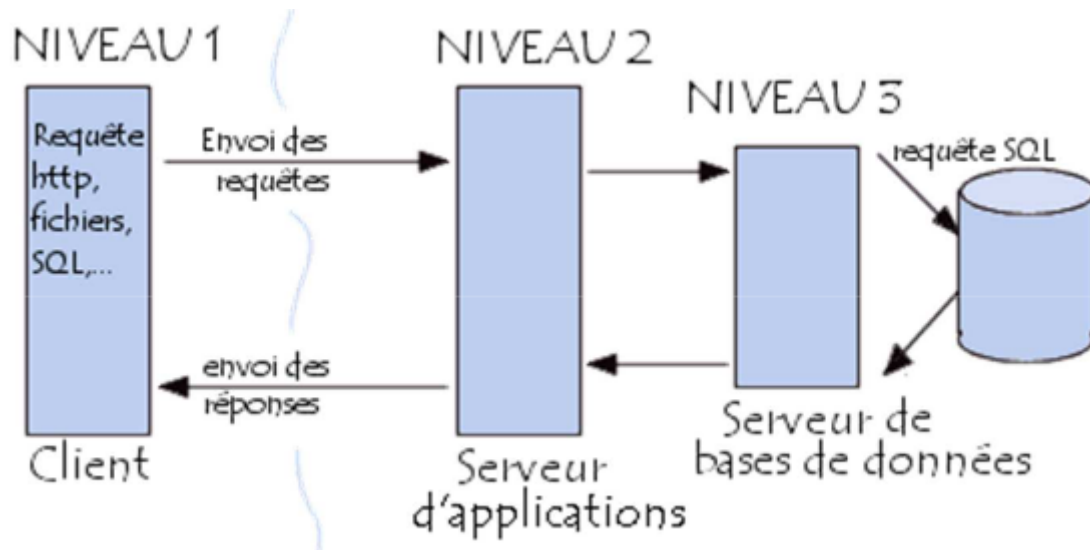 NIVEAU 1
Requête
http,
fichiers,
SQL,...
Client
Envoi des
requêtes
envoi des
réponses
NIVEAU 2
Serveur
d'applications
NIVEAU 3
Serveur de
bases de données
requête SQL